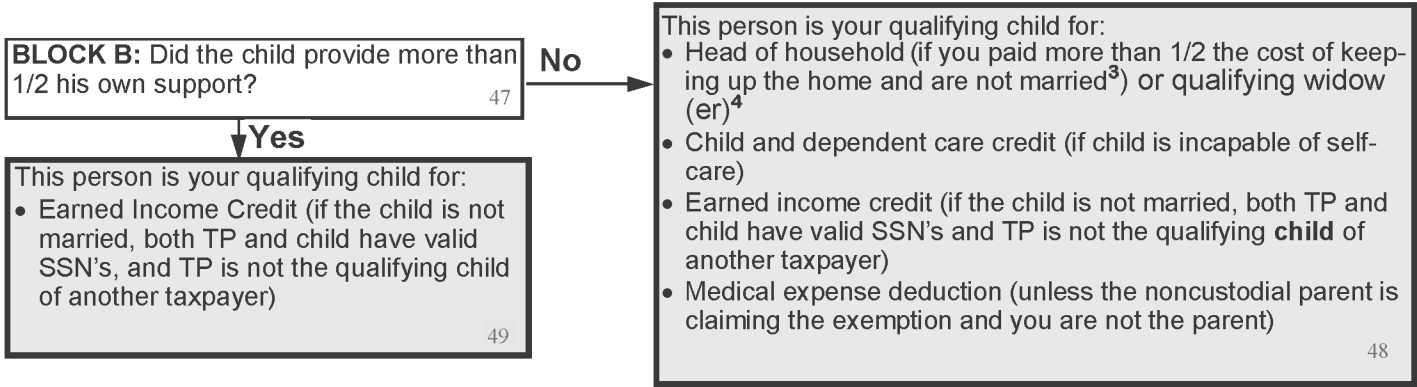 BLOCK B: Did the child provide more than
1/2 his own support?
47
No
Yes
This person is your qualifying child for:
• Earned Income Credit (if the child is not
married, both TP and child have valid
SSN's, and TP is not the qualifying child
of another taxpayer)
49
This person is your qualifying child for:
• Head of household (if you paid more than 1/2 the cost of keep-
ing up the home and are not married³) or qualifying widow
(er)⁴
• Child and dependent care credit (if child is incapable of self-
care)
• Earned income credit (if the child is not married, both TP and
child have valid SSN's and TP is not the qualifying child of
another taxpayer)
• Medical expense deduction (unless the noncustodial parent is
claiming the exemption and you are not the parent)
48